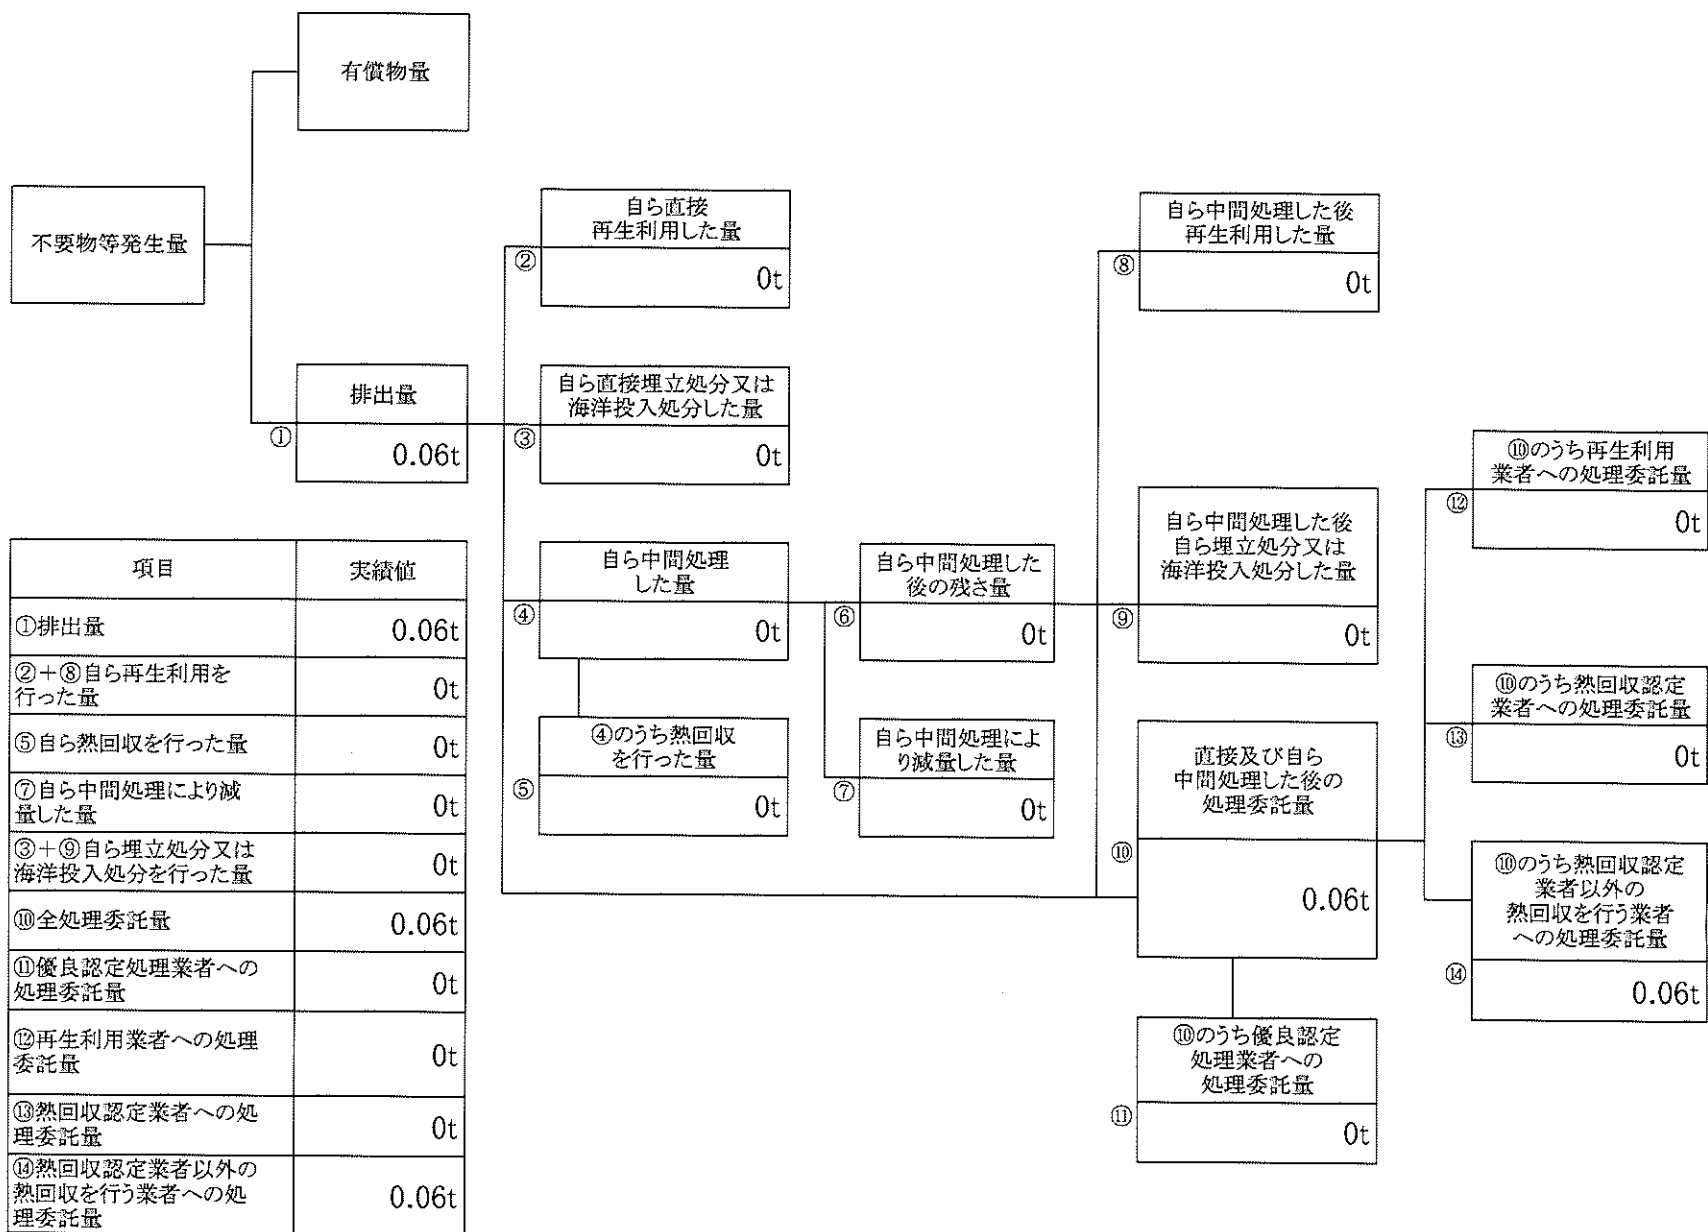 有償物量
不要物等発生量
自ら直接
再生利用した量
②
0t
自ら中間処理した後
再生利用した量
⑧
0t
排出量
①
0.06t
自ら直接埋立処分又は
海洋投入処分した量
③
0t
⑩のうち再生利用
業者への処理委託量
⑫
0t
自ら中間処理
した量
④
0t
自ら中間処理した
後の残さ量
⑥
0t
自ら中間処理した後
自ら埋立処分又は
海洋投入処分した量
⑨
0t
④のうち熱回収
を行った量
⑤
0t
自ら中間処理によ
り減量した量
⑦
0t
直接及び自ら
中間処理した後の
処理委託量
⑩
0.06t
⑩のうち熱回収認定
業者への処理委託量
⑬
0t
⑩のうち熱回収認定
業者以外の
熱回収を行う業者
への処理委託量
⑭
0.06t
⑩のうち優良認定
処理業者への
処理委託量
⑪
0t
項目 実績値
①排出量 0.06t
②+⑧自ら再生利用を
行った量 0t
⑤自ら熱回収を行った量 0t
⑦自ら中間処理により減
量した量 0t
③+⑨自ら埋立処分又は
海洋投入処分を行った量 0t
⑩全処理委託量 0.06t
⑪優良認定処理業者への
処理委託量 0t
⑫再生利用業者への処理
委託量 0t
⑬熱回収認定業者への処
理委託量 0t
⑭熱回収認定業者以外の
熱回収を行う業者への処
理委託量 0.06t